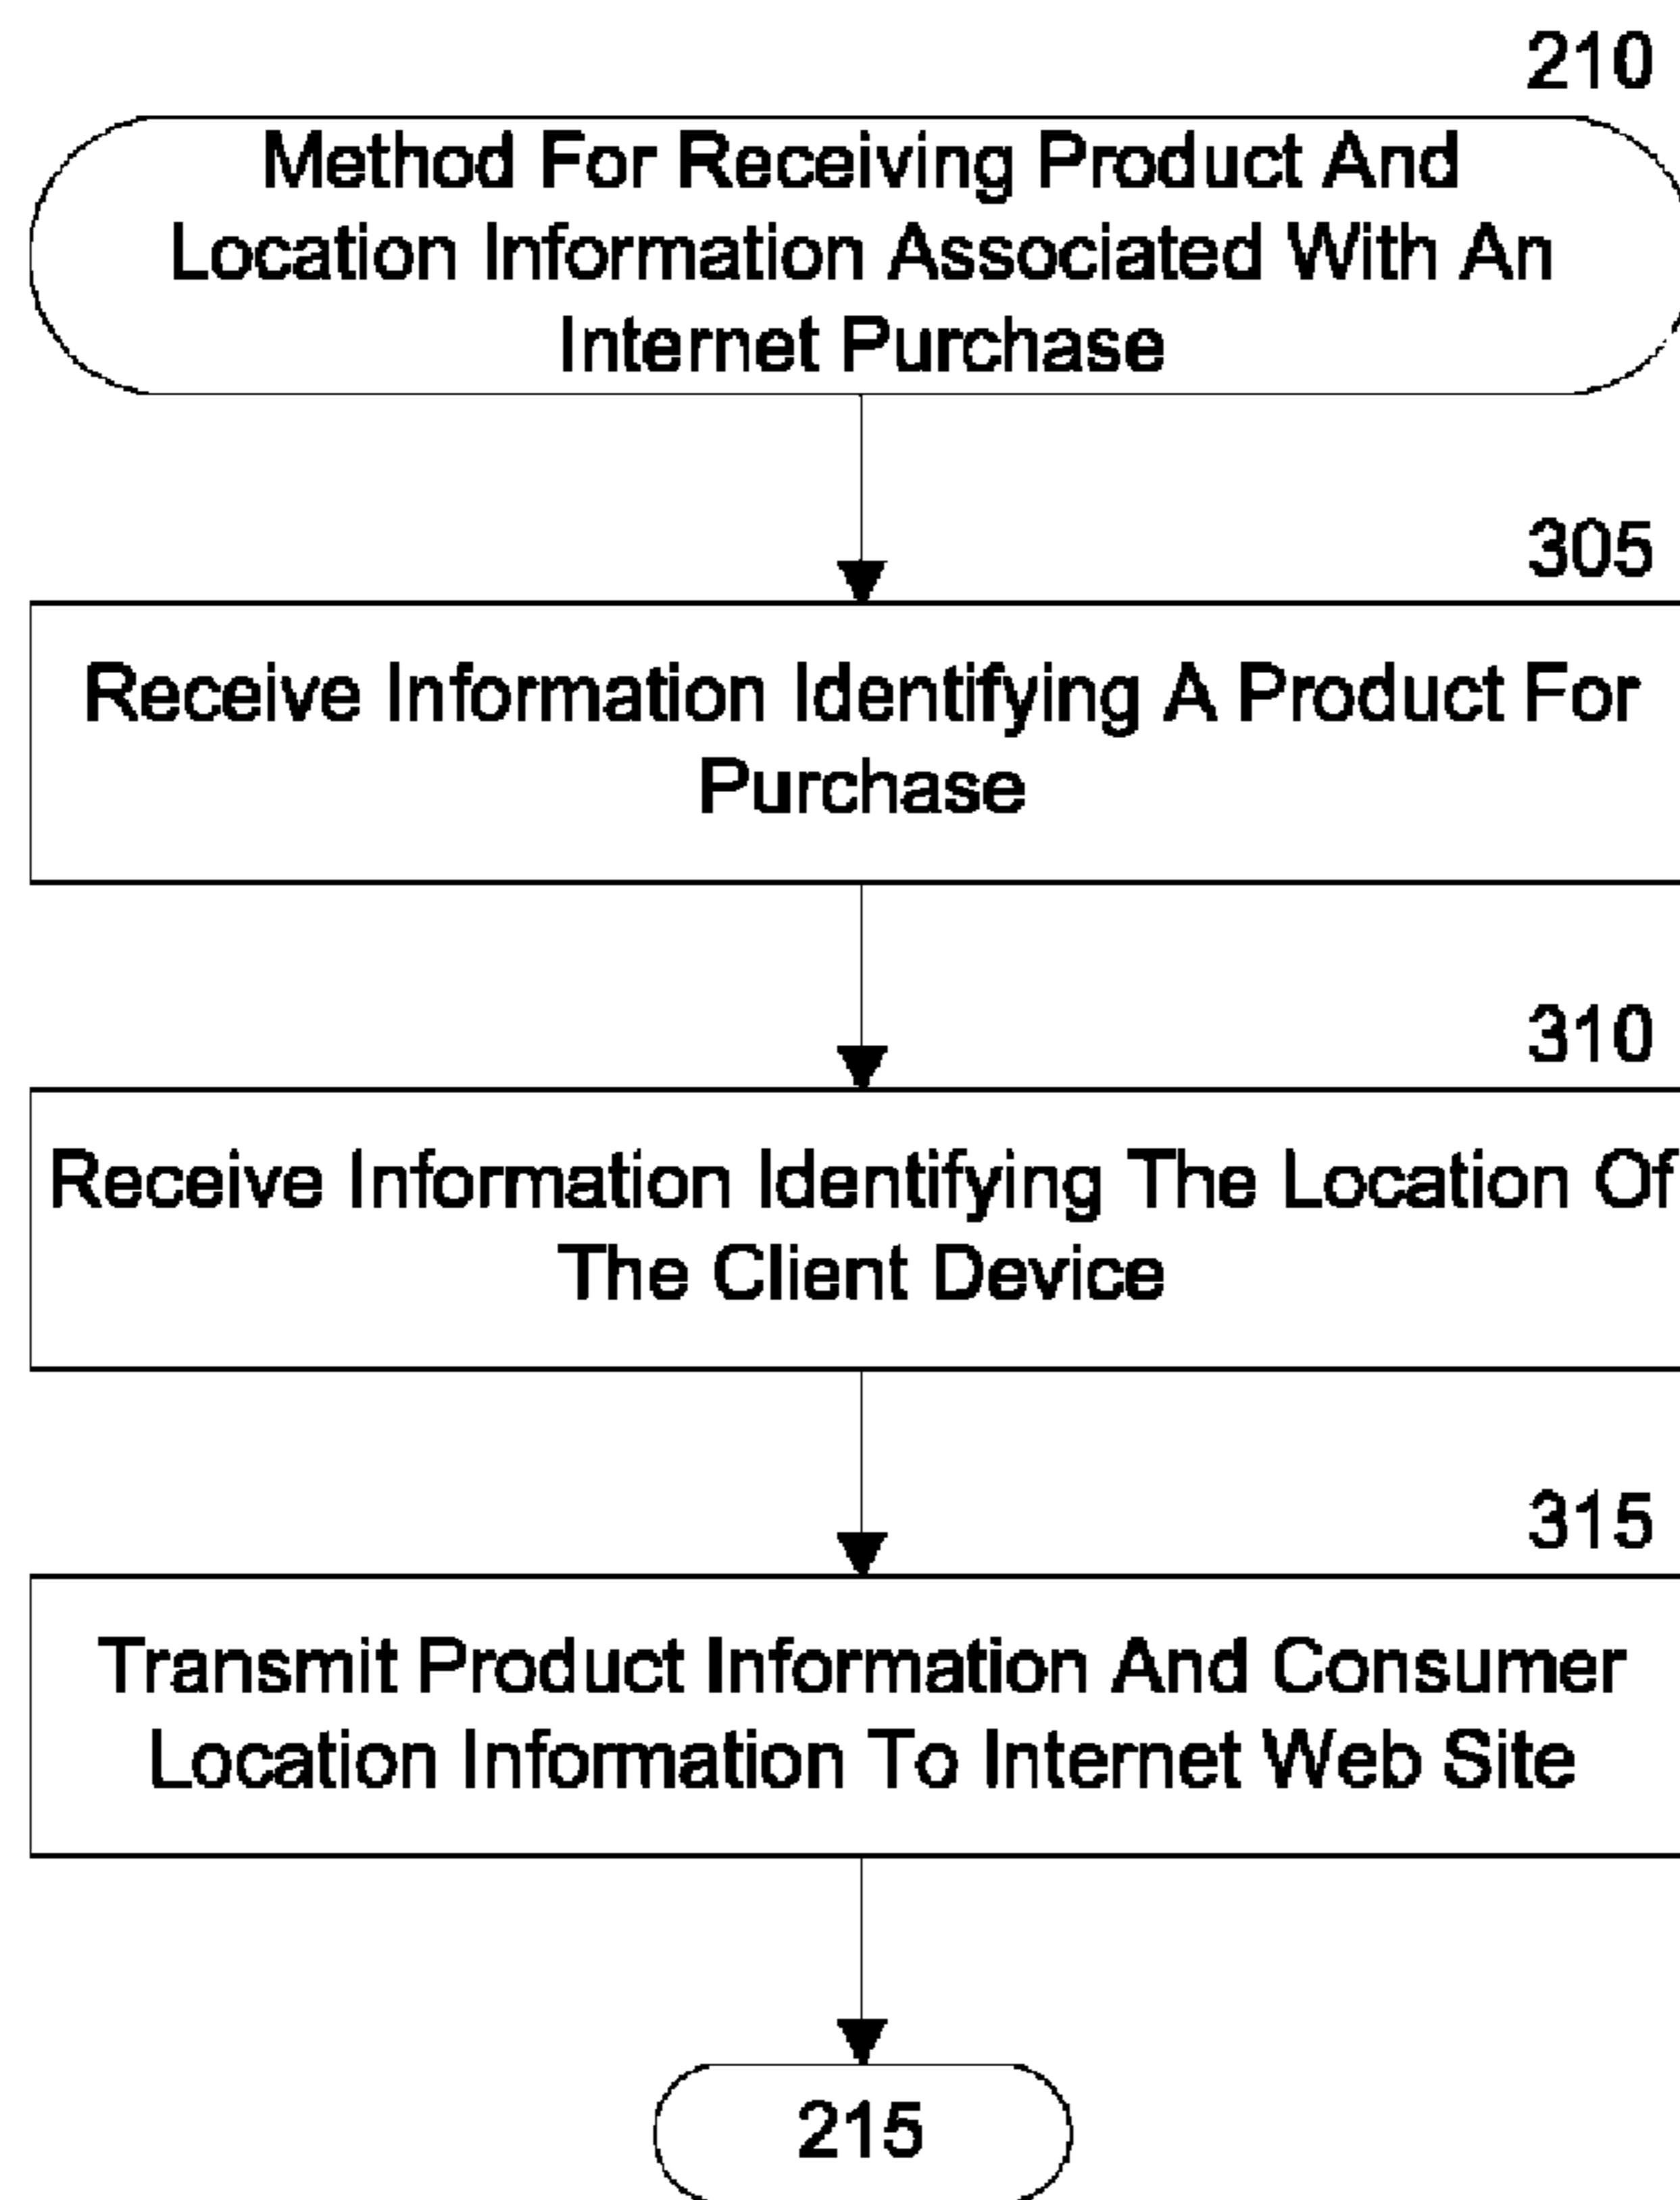 210
Method For Receiving Product And
Location Information Associated With An
Internet Purchase
305
Receive Information Identifying A Product For
Purchase
310
Receive Information Identifying The Location Of
The Client Device
315
Transmit Product Information And Consumer
Location Information To Internet Web Site
215